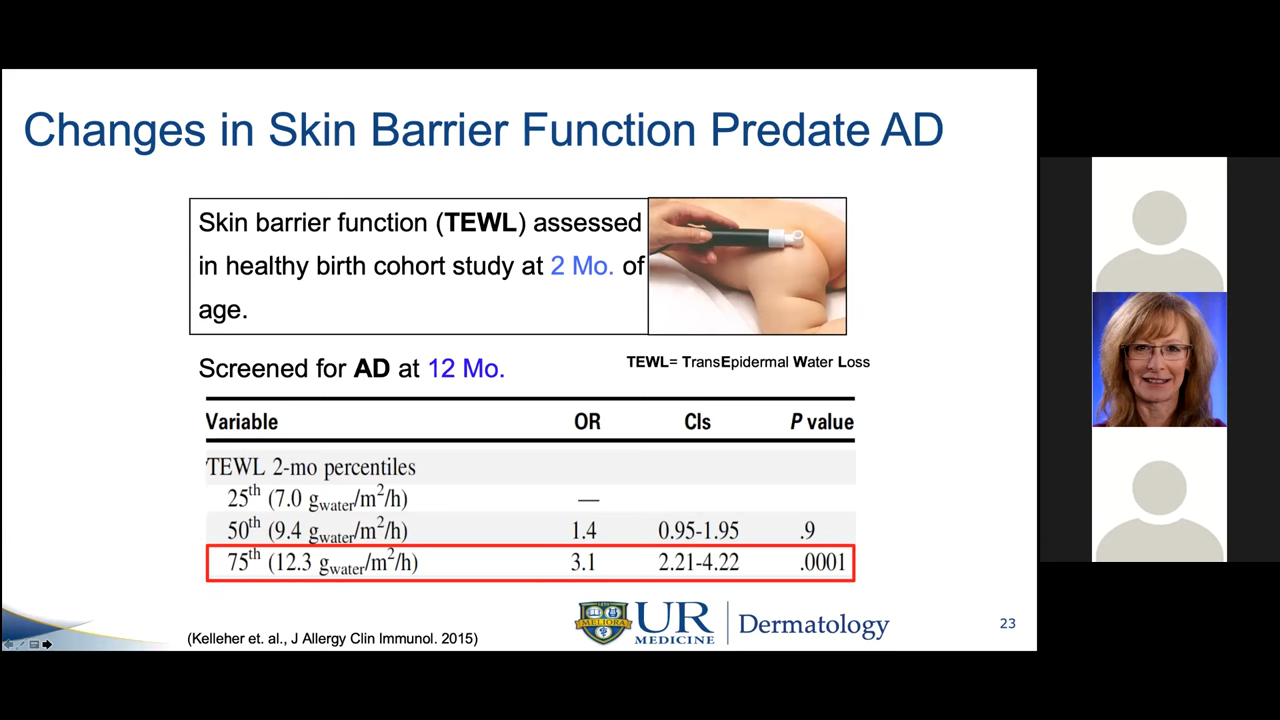 Changes in Skin Barrier Function Predate AD
Skin barrier function (TEWL) assessed
in healthy birth cohort study at 2 Mo. of
age.
Screened for AD at 12 Mo.
TEWL= TransEpidermal Water Loss
Variable OR CIs P value
TEWL 2-mo percentiles
25th (7.0 gwater/m2/h) —
50th (9.4 gwater/m2/h) 1.4 0.95-1.95 .9
75th (12.3 gwater/m2/h) 3.1 2.21-4.22 .0001
(Kelleher et. al., J Allergy Clin Immunol. 2015)
MELIORA
UR
MEDICINE
Dermatology
23